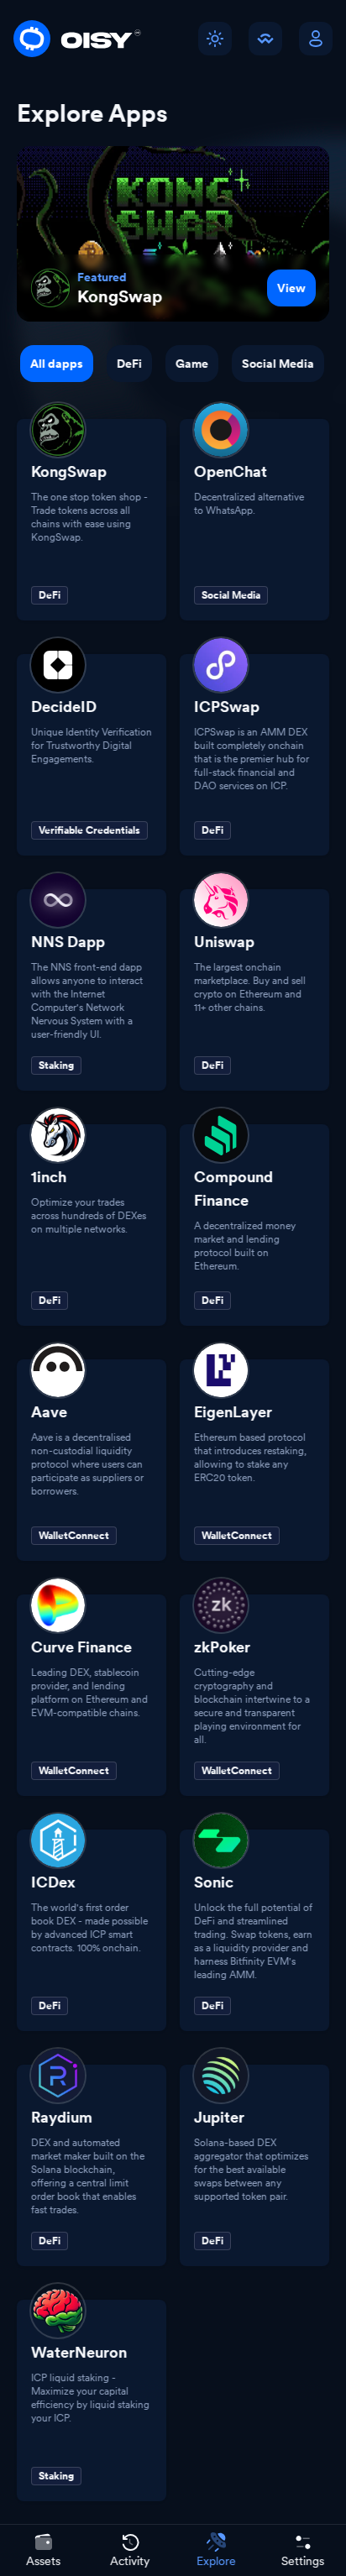 OISY
Explore Apps
KONG
SWAP
Featured
KongSwap
View
All dapps
DeFi
Game
Social Media
KongSwap
The one stop token shop -
Trade tokens across all
chains with ease using
KongSwap.
DeFi
OpenChat
Decentralized alternative
to WhatsApp.
Social Media
DecideID
Unique Identity Verification
for Trustworthy Digital
Engagements.
Verifiable Credentials
ICPSwap
ICPSwap is an AMM DEX
built completely onchain
that is the premier hub for
full-stack financial and
DAO services on ICP.
DeFi
NNS Dapp
The NNS front-end dapp
allows anyone to interact
with the Internet
Computer's Network
Nervous System with a
user-friendly UI.
Staking
Uniswap
The largest onchain
marketplace. Buy and sell
crypto on Ethereum and
11+ other chains.
DeFi
1inch
Optimize your trades
across hundreds of DEXes
on multiple networks.
DeFi
Compound
Finance
A decentralized money
market and lending
protocol built on
Ethereum.
DeFi
Aave
Aave is a decentralised
non-custodial liquidity
protocol where users can
participate as suppliers or
borrowers.
WalletConnect
EigenLayer
Ethereum based protocol
that introduces restaking,
allowing to stake any
ERC20 token.
WalletConnect
Curve Finance
Leading DEX, stablecoin
provider, and lending
platform on Ethereum and
EVM-compatible chains.
WalletConnect
zk
zkPoker
Cutting-edge
cryptography and
blockchain intertwine to a
secure and transparent
playing environment for
all.
WalletConnect
ICDex
The world's first order
book DEX - made possible
by advanced ICP smart
contracts. 100% onchain.
DeFi
Sonic
Unlock the full potential of
DeFi and streamlined
trading. Swap tokens, earn
as a liquidity provider and
harness Bitfinity EVM's
leading AMM.
DeFi
Raydium
DEX and automated
market maker built on the
Solana blockchain,
offering a central limit
order book that enables
fast trades.
DeFi
Jupiter
Solana-based DEX
aggregator that optimizes
for the best available
swaps between any
supported token pair.
DeFi
WaterNeuron
ICP liquid staking -
Maximize your capital
efficiency by liquid staking
your ICP.
Staking
Assets
Activity
Explore
Settings